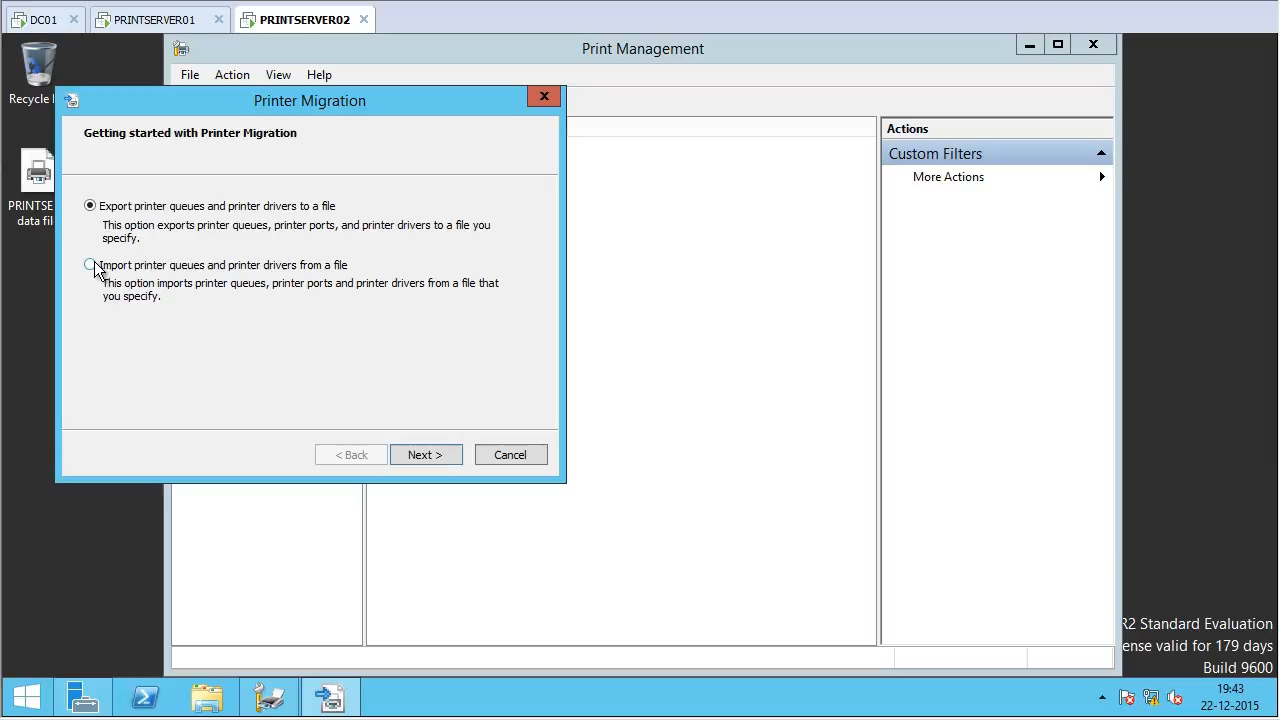 DC01
PRINTSERVER01
PRINTSERVER02
Print Management
File Action View Help
Recycle
Printer Migration
Getting started with Printer Migration
Actions
Custom Filters
More Actions
PRINTSE
data fil
Export printer queues and printer drivers to a file
This option exports printer queues, printer ports, and printer drivers to a file you
specify.
Import printer queues and printer drivers from a file
This option imports printer queues, printer ports and printer drivers from a file that
you specify.
< Back Next > Cancel
R2 Standard Evaluation
ense valid for 179 days
Build 9600
19:43
22-12-2015